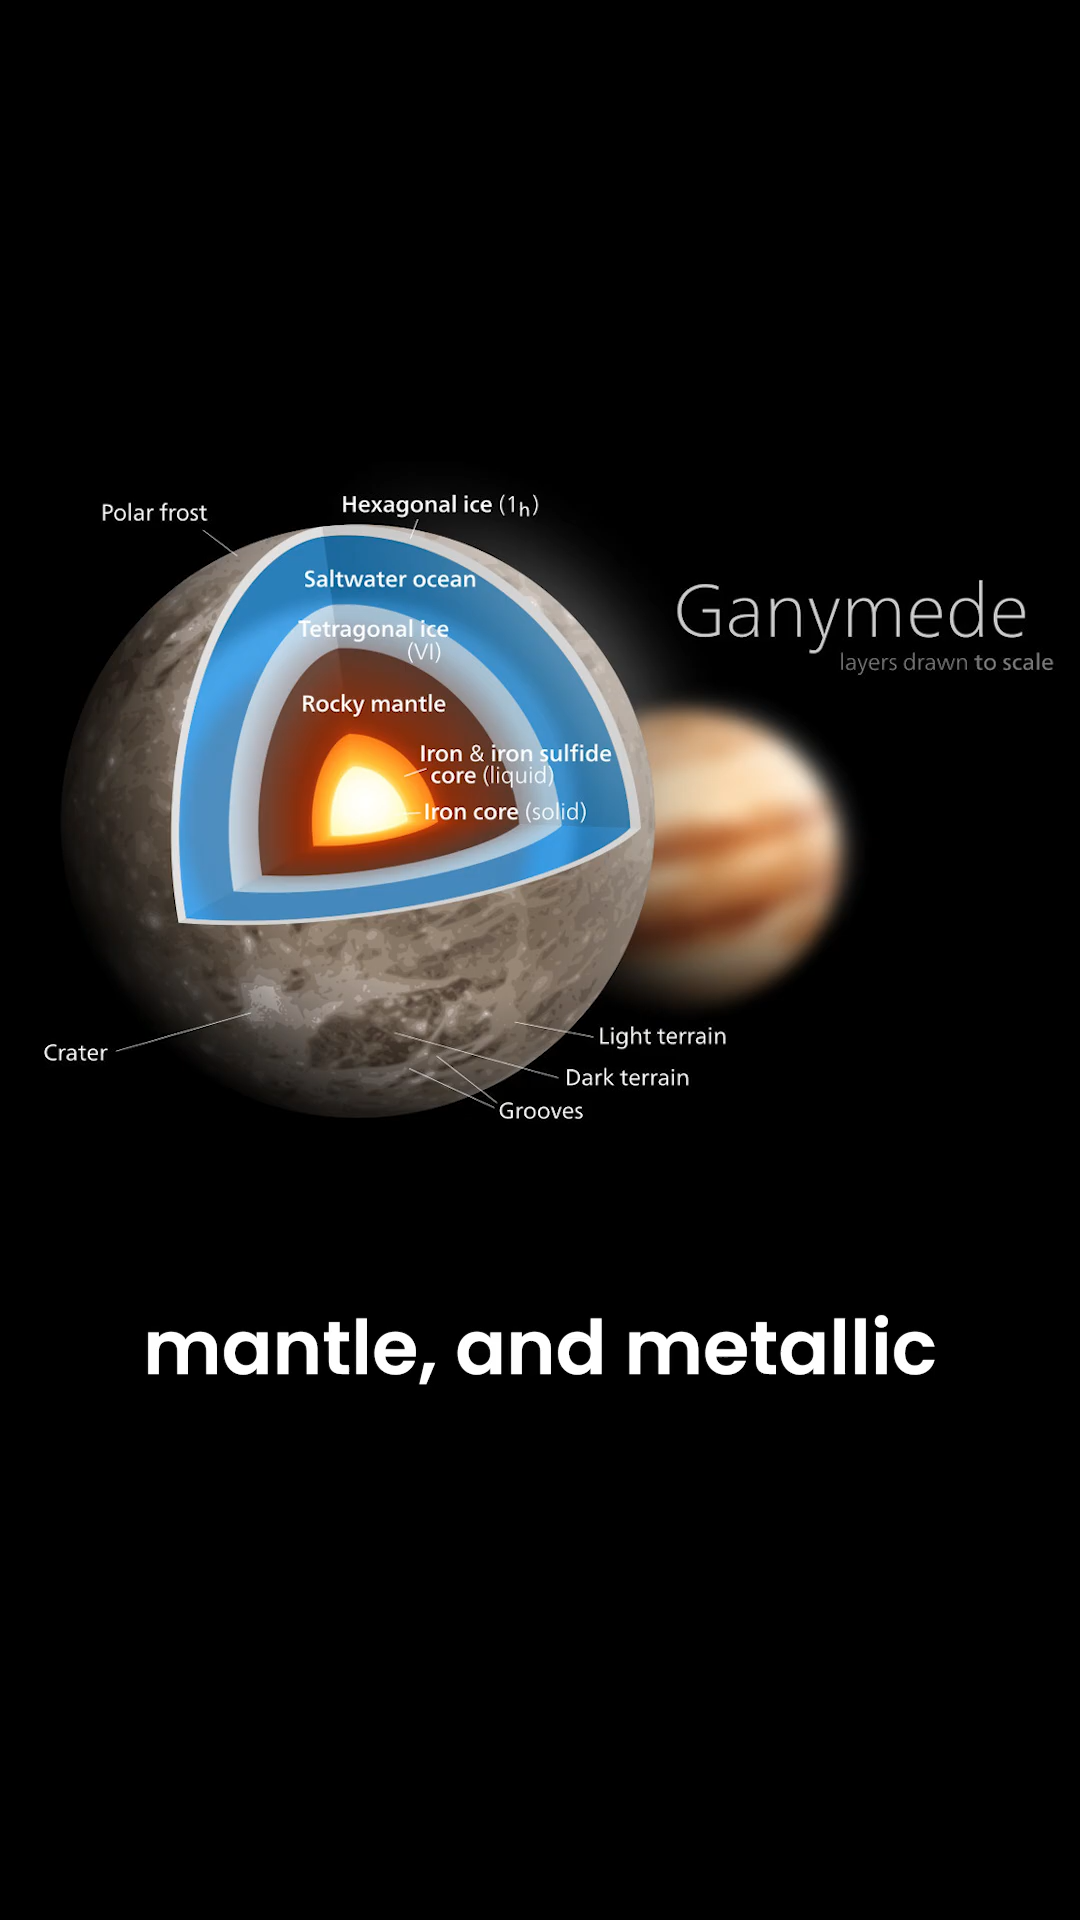 Polar frost
Hexagonal ice (1h)
Saltwater ocean
Tetragonal ice
(VI)
Rocky mantle
Iron & iron sulfide
core (liquid)
Iron core (solid)
Ganymede
layers drawn to scale
Crater
Light terrain
Dark terrain
Grooves
mantle, and metallic